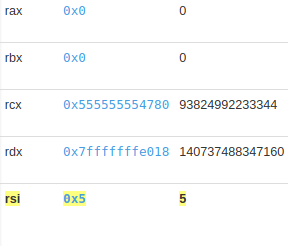 rax 0x0 0
rbx 0x0 0
rcx 0x555555554780 93824992233344
rdx 0x7fffffffe018 140737488347160
rsi 0x5 5